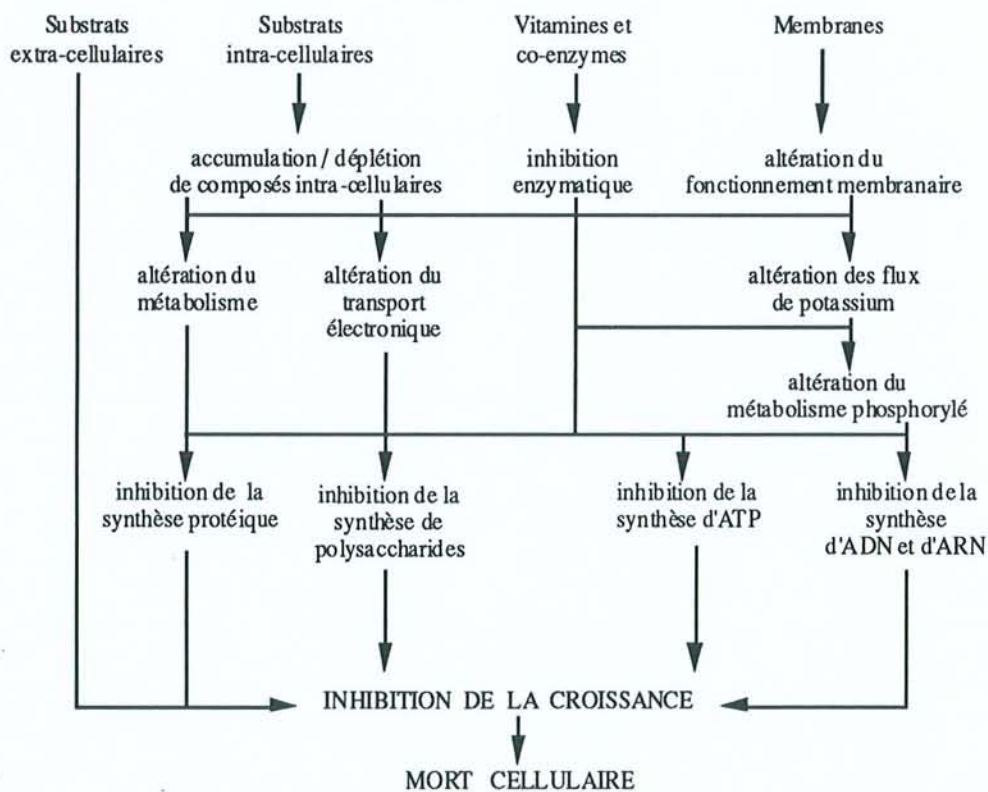 Substrats
extra-cellulaires
Substrats
intra-cellulaires
Vitamines et
co-enzymes
Membranes
accumulation / déplétion
de composés intra-cellulaires
inhibition
enzymatique
altération du
fonctionnement membranaire
altération du
métabolisme
altération du
transport
électronique
altération des flux
de potassium
altération du
métabolisme phosphorylé
inhibition de la
synthèse protéique
inhibition de la
synthèse de
polysaccharides
inhibition de la
synthèse d'ATP
inhibition de la
synthèse
d'ADN et d'ARN
INHIBITION DE LA CROISSANCE
MORT CELLULAIRE